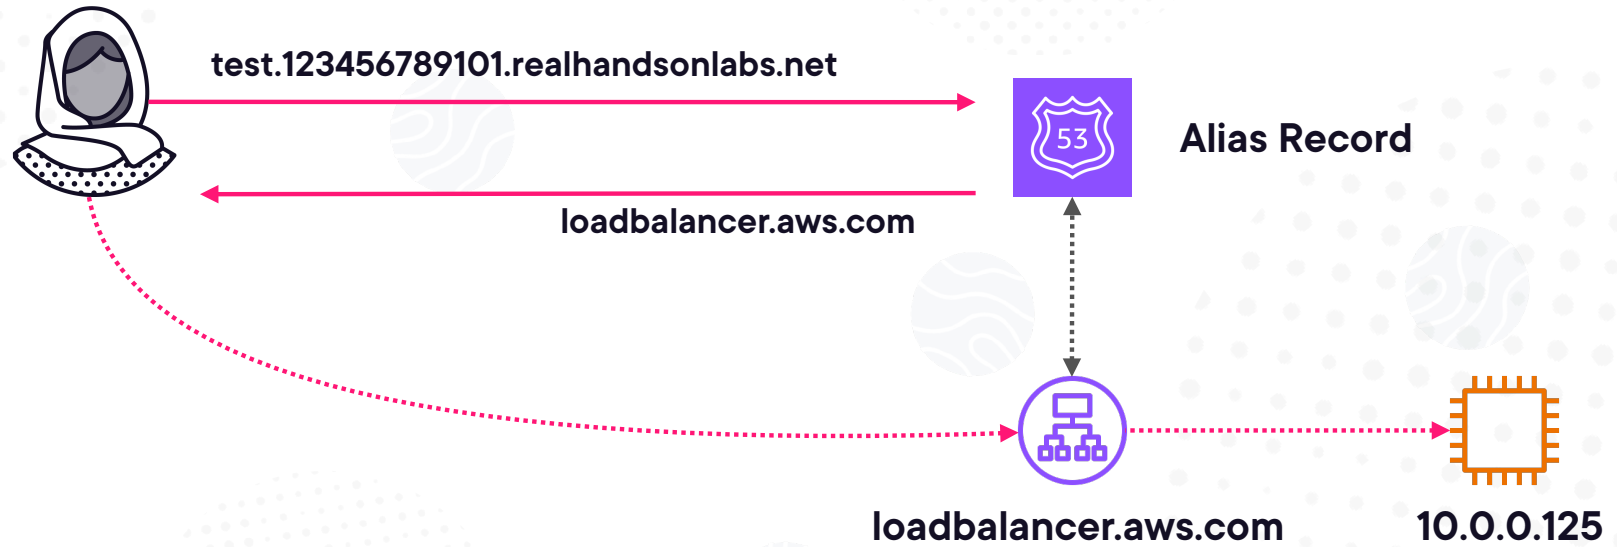 test.123456789101.realhandsonlabs.net
53
Alias Record
loadbalancer.aws.com
loadbalancer.aws.com
10.0.0.125